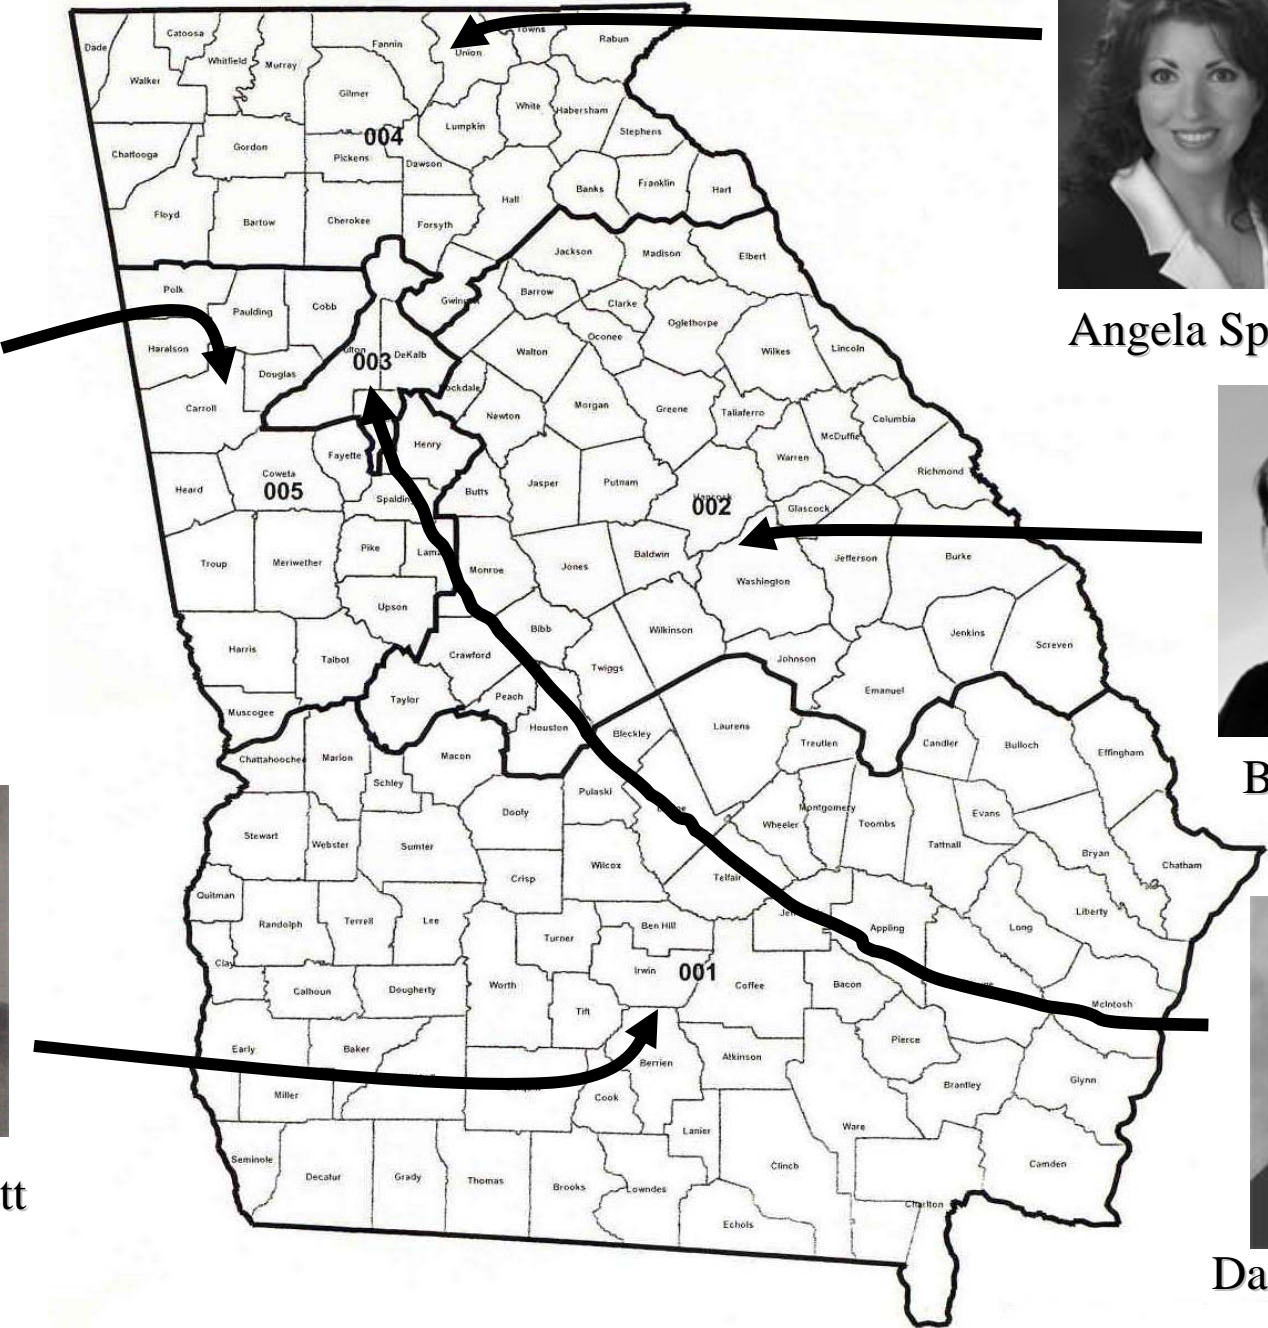 Towns
Rabun
Catoosa
Dade
Fannin
Union
Whitfield
Murray
Walker
Gilmer
White
Habersham
Lumpkin
Stephens
004
Chattooga
Gordon
Pickens
Dawson
Banks
Franklin
Hart
Hall
Floyd
Bartow
Cherokee
Forsyth
Jackson
Madison
Elbert
Polk
Paulding
Cobb
Gwin
Barrow
Clarke
Oglethorpe
Angela Sp
Haralson
lton
DeKalb
003
Walton
Oconee
Wilkes
Lincoln
Douglas
Carroll
ockdale
Newton
Morgan
Greene
Taliaferro
Columbia
McDuffie
Fayette
Henry
Warren
Richmond
Heard
Coweta
005
Spaldin
Butts
Jasper
Putnam
Hancock
002
Glascock
Troup
Meriwether
Pike
Lama
Monroe
Jones
Baldwin
Jefferson
Burke
Washington
Upson
Bibb
Wilkinson
Jenkins
Screven
Harris
Talbot
Crawford
Twiggs
Johnson
Emanuel
Muscogee
Taylor
Peach
Houston
Bleckley
Laurens
Treutlen
Candler
Bulloch
Effingham
Chattahoochee
Marion
Macon
Schley
B
Pulaski
Dooly
Montgomery
Evans
Stewart
Webster
Sumter
Wheeler
Toombs
Tattnall
Bryan
Chatham
Wilcox
Crisp
Telfair
Quitman
Randolph
Terrell
Lee
Turner
Ben Hill
Appling
Long
Liberty
Clay
Calhoun
Dougherty
Worth
Irwin
001
Coffee
Bacon
McIntosh
Tift
Early
Baker
Berrien
Atkinson
Pierce
Brantley
Glynn
Miller
Cook
Lanier
Ware
Seminole
Decatur
Grady
Thomas
Brooks
Lowndes
Clinch
Camden
tt
Echols
Charlton
Da